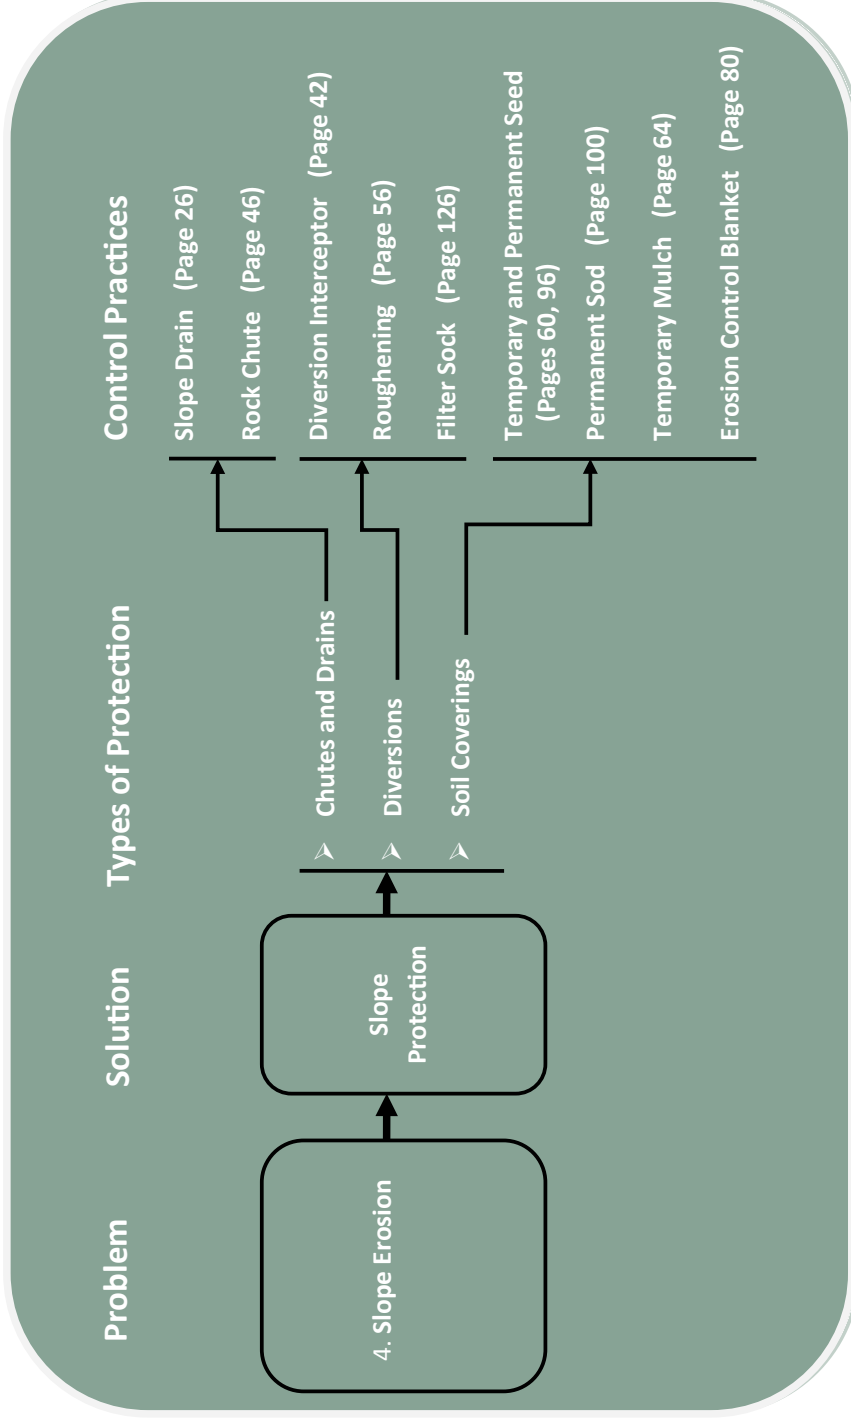 Problem
Solution
Types of Protection
Control Practices
4. Slope Erosion
Slope
Protection
Chutes and Drains
Diversions
Soil Coverings
Slope Drain (Page 26)
Rock Chute (Page 46)
Diversion Interceptor (Page 42)
Roughening (Page 56)
Filter Sock (Page 126)
Temporary and Permanent Seed
(Pages 60, 96)
Permanent Sod (Page 100)
Temporary Mulch (Page 64)
Erosion Control Blanket (Page 80)